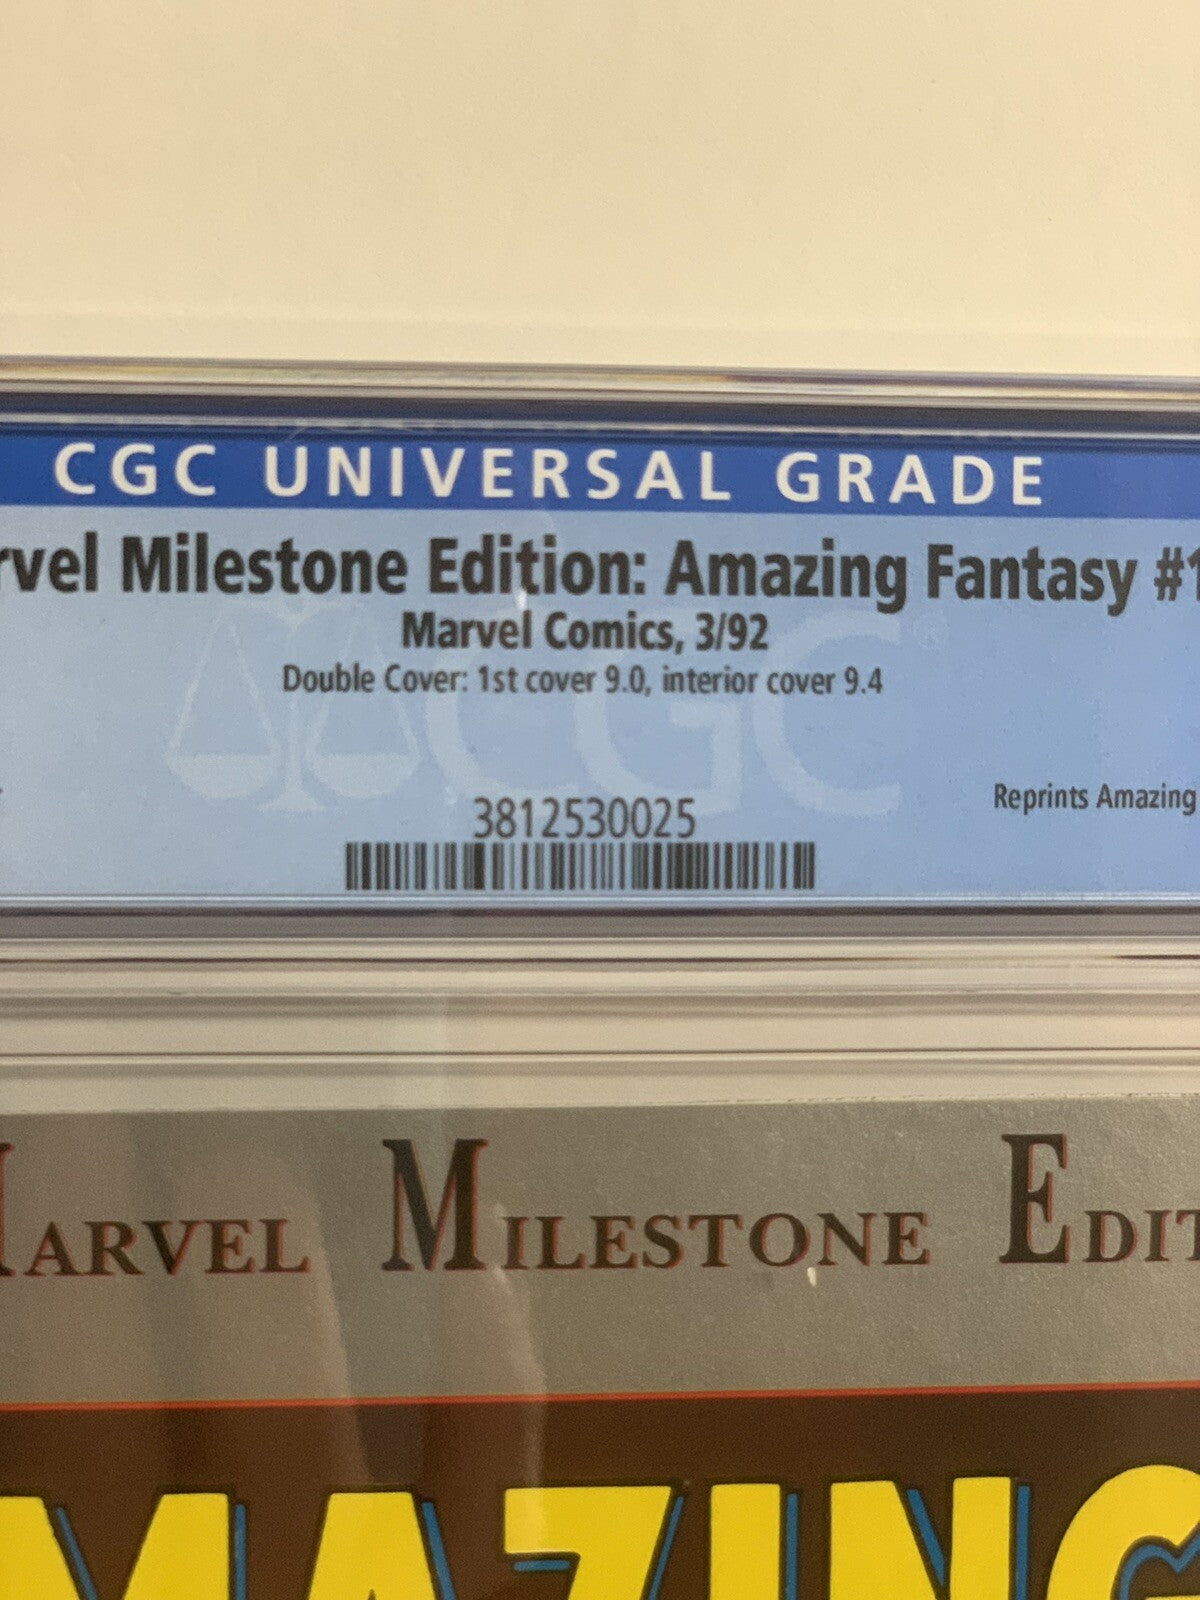 CGC UNIVERSAL GRADE
rvel Milestone Edition: Amazing Fantasy #1
Marvel Comics, 3/92
Double Cover: 1st cover 9.0, interior cover 9.4
CGC
3812530025
Reprints Amazing
MARVEL MILESTONE EDIT
MAZING